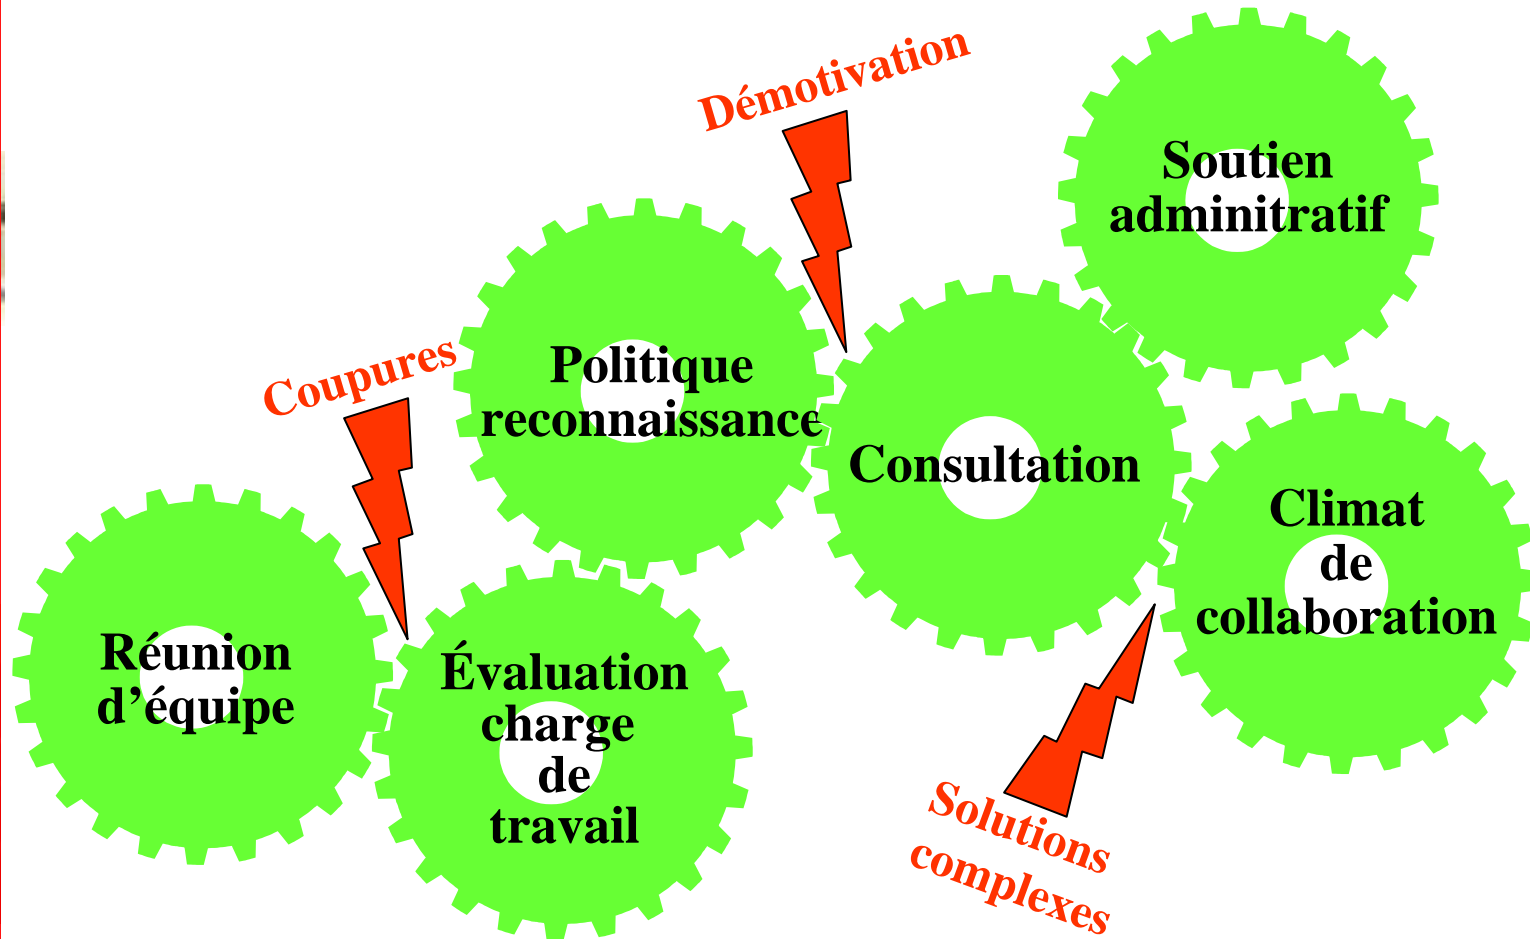 Démotivation
Soutien
adminitratif
Coupures
Politique
reconnaissance
Consultation
Climat
de
collaboration
Réunion
d’équipe
Évaluation
charge
de
travail
Solutions
complexes